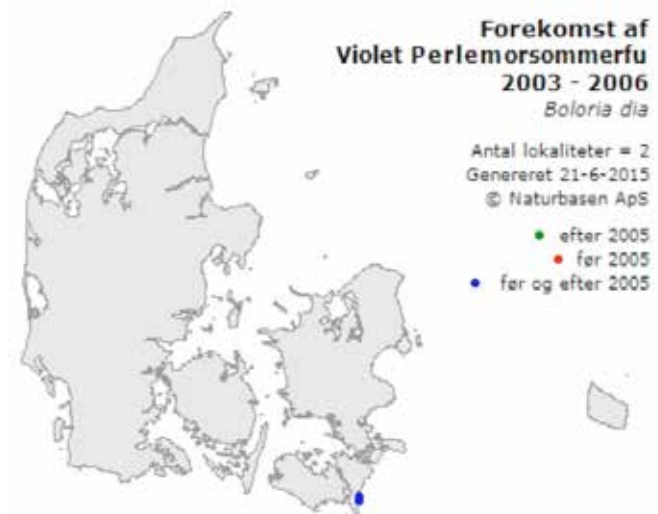 Forekomst af
Violet Perlemorsommerfu
2003 - 2006
Boloria dia
Antal lokaliteter = 2
Genereret 21-6-2015
© Naturbasen ApS
efter 2005
før 2005
før og efter 2005